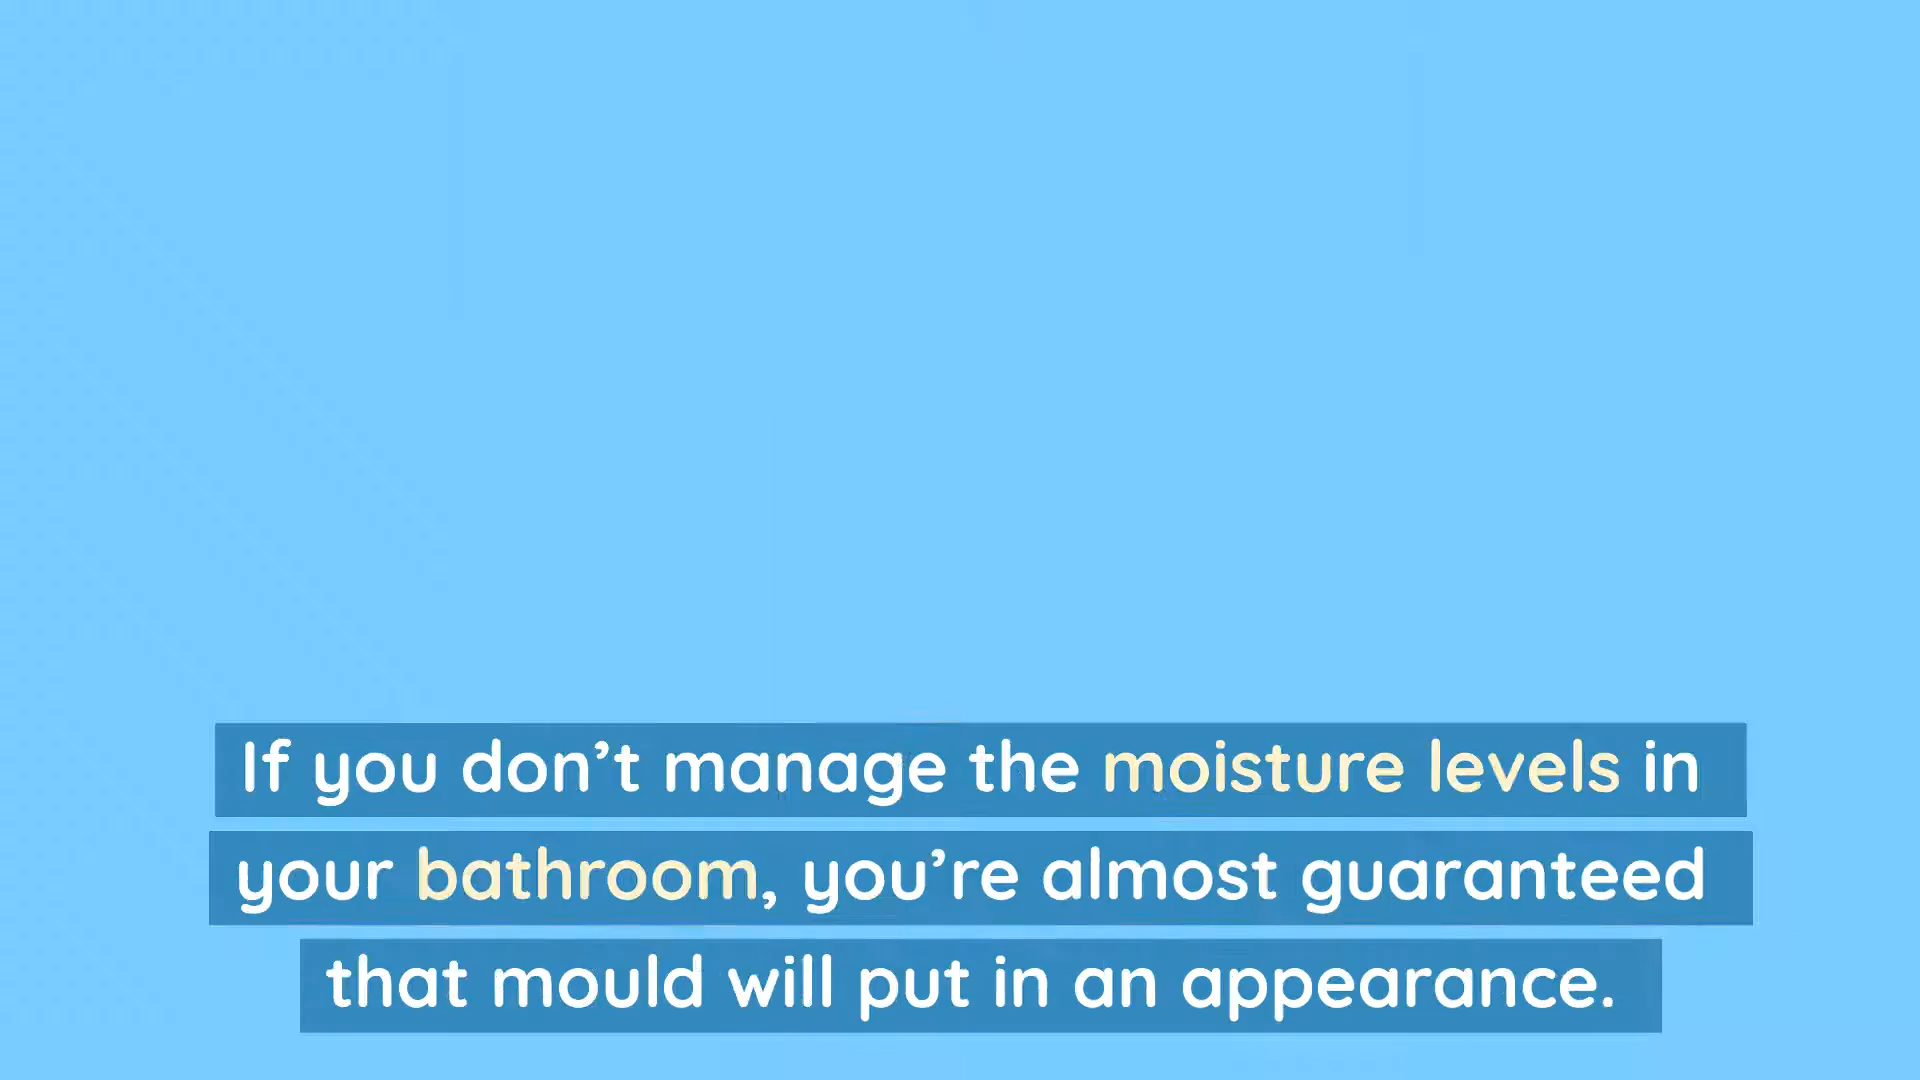 If you don’t manage the moisture levels in
your bathroom, you’re almost guaranteed
that mould will put in an appearance.